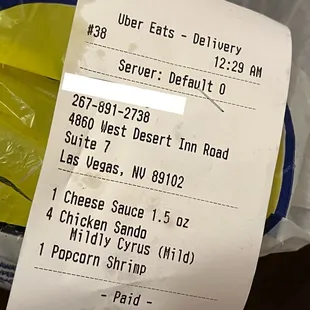 Uber Eats - Delivery
#38 12:29 AM
Server: Default O
267-891-2738
4860 West Desert Inn Road
Suite 7
Las Vegas, NV 89102
1 Cheese Sauce 1.5 oz
4 Chicken Sando
Mildly Cyrus (Mild)
1 Popcorn Shrimp
- Paid -